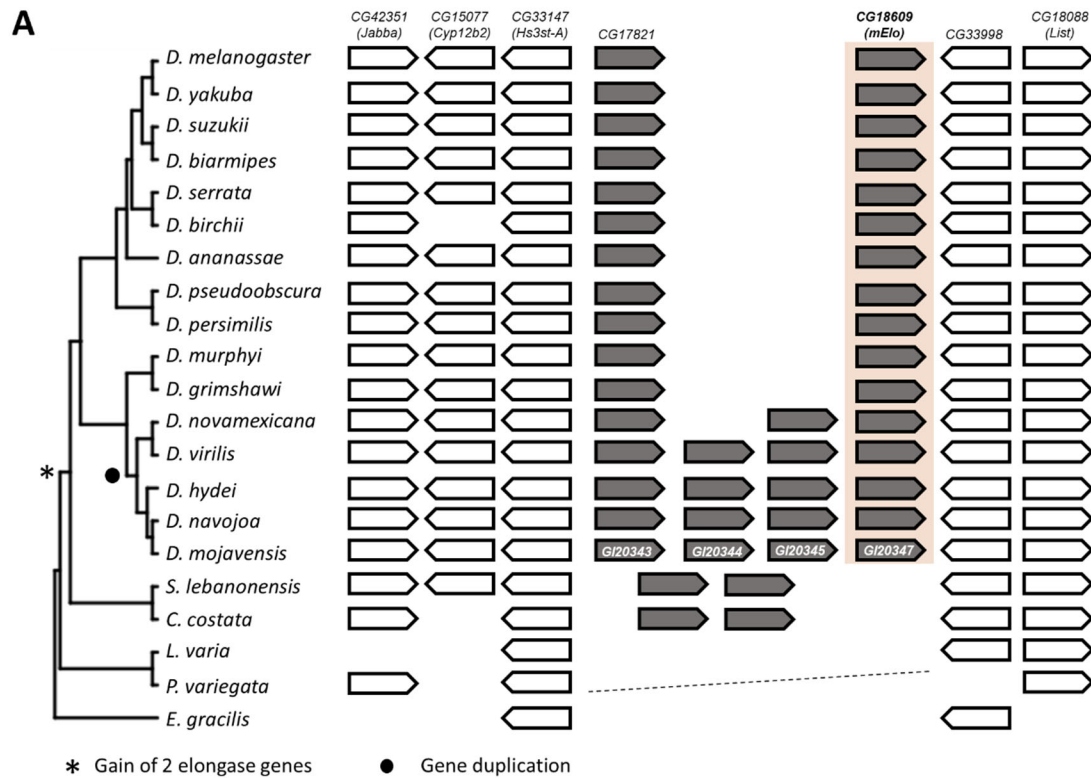 A
CG42351
(Jabba)
CG15077
(Cyp12b2)
CG33147
(Hs3st-A)
CG17821
CG18609
(mElo)
CG33998
CG18088
(List)
D. melanogaster
D. yakuba
D. suzukii
D. biarmipes
D. serrata
D. birchii
D. ananassae
D. pseudoobscura
D. persimilis
D. murphyi
D. grimshawi
D. novamexicana
D. virilis
D. hydei
D. navojoa
D. mojavensis
GI20343
GI20344
GI20345
GI20347
S. lebanonensis
C. costata
L. varia
P. variegata
E. gracilis
* Gain of 2 elongase genes
● Gene duplication